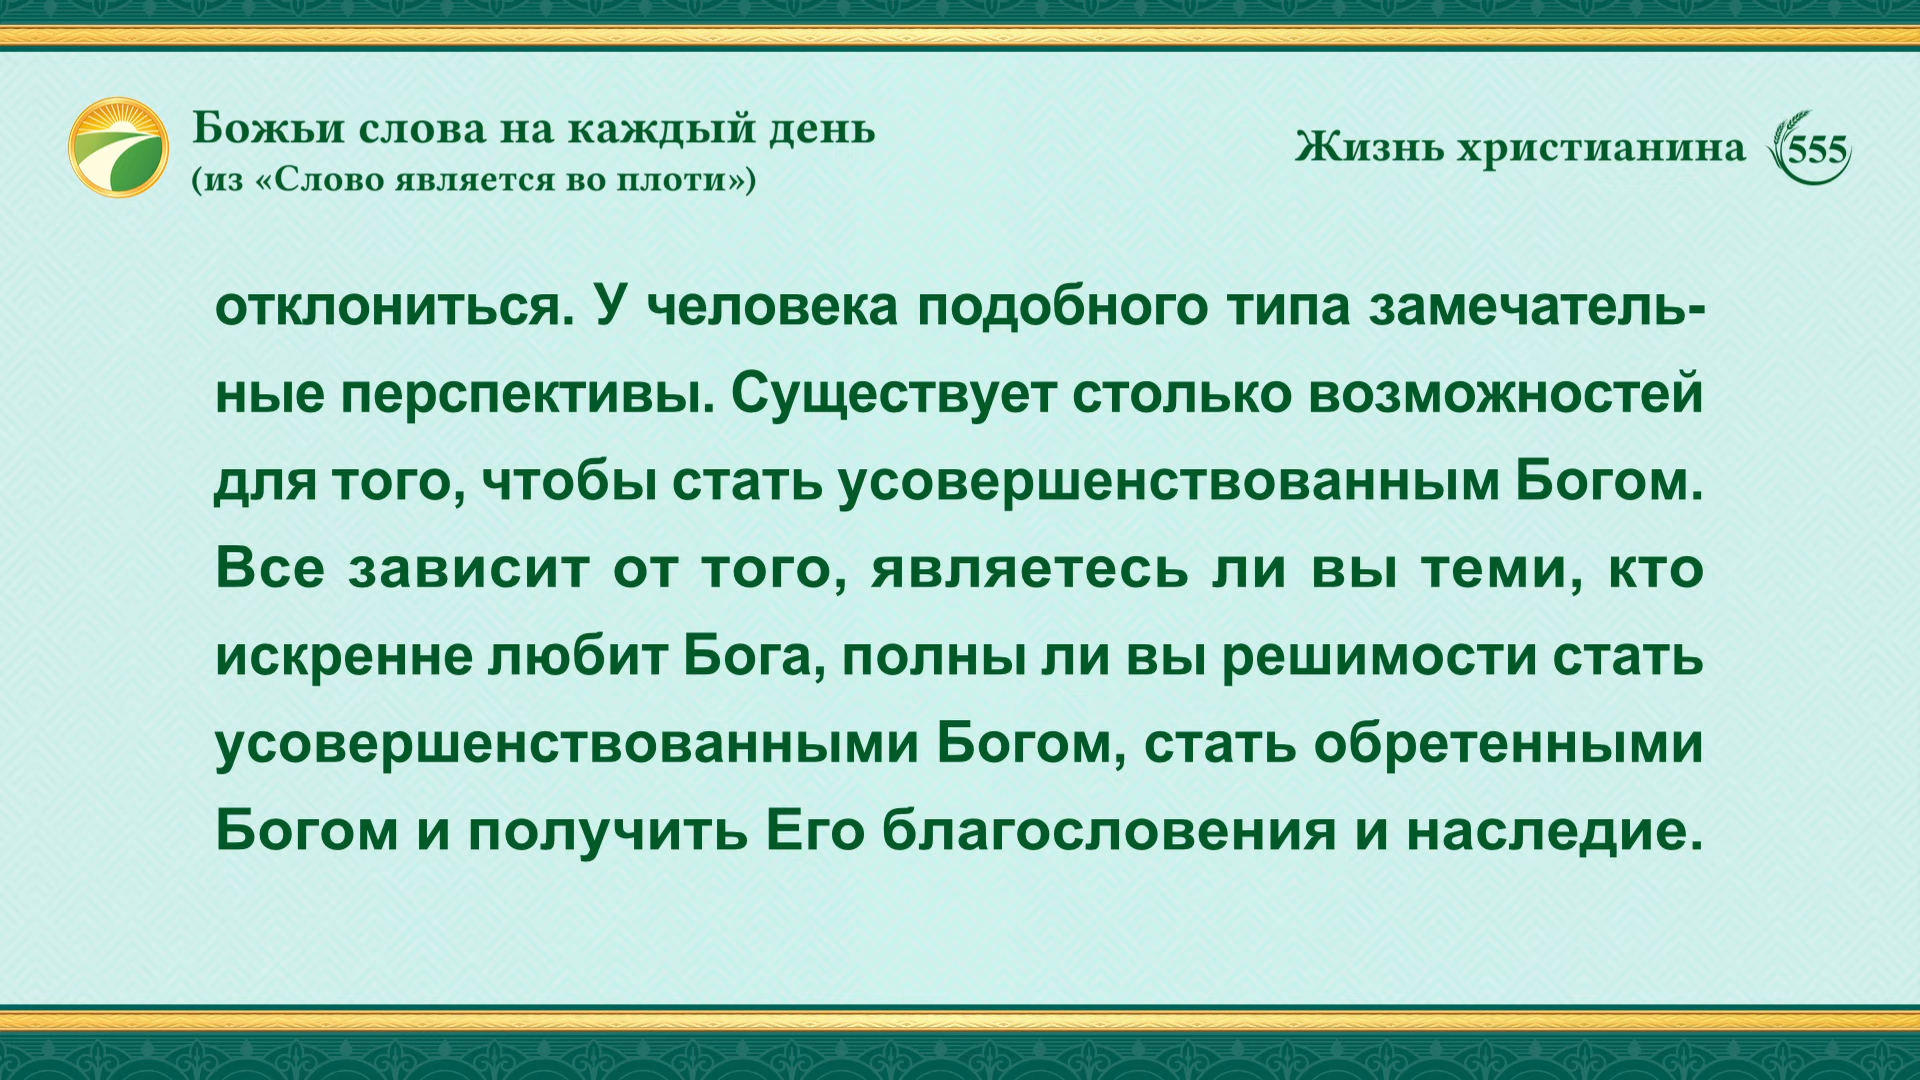 Божьи слова на каждый день
(из «Слово является во плоти»)
Жизнь христианина 555
отклониться. У человека подобного типа замечатель-
ные перспективы. Существует столько возможностей
для того, чтобы стать усовершенствованным Богом.
Все зависит от того, являетесь ли вы теми, кто
искренне любит Бога, полны ли вы решимости стать
усовершенствованными Богом, стать обретенными
Богом и получить Его благословения и наследие.